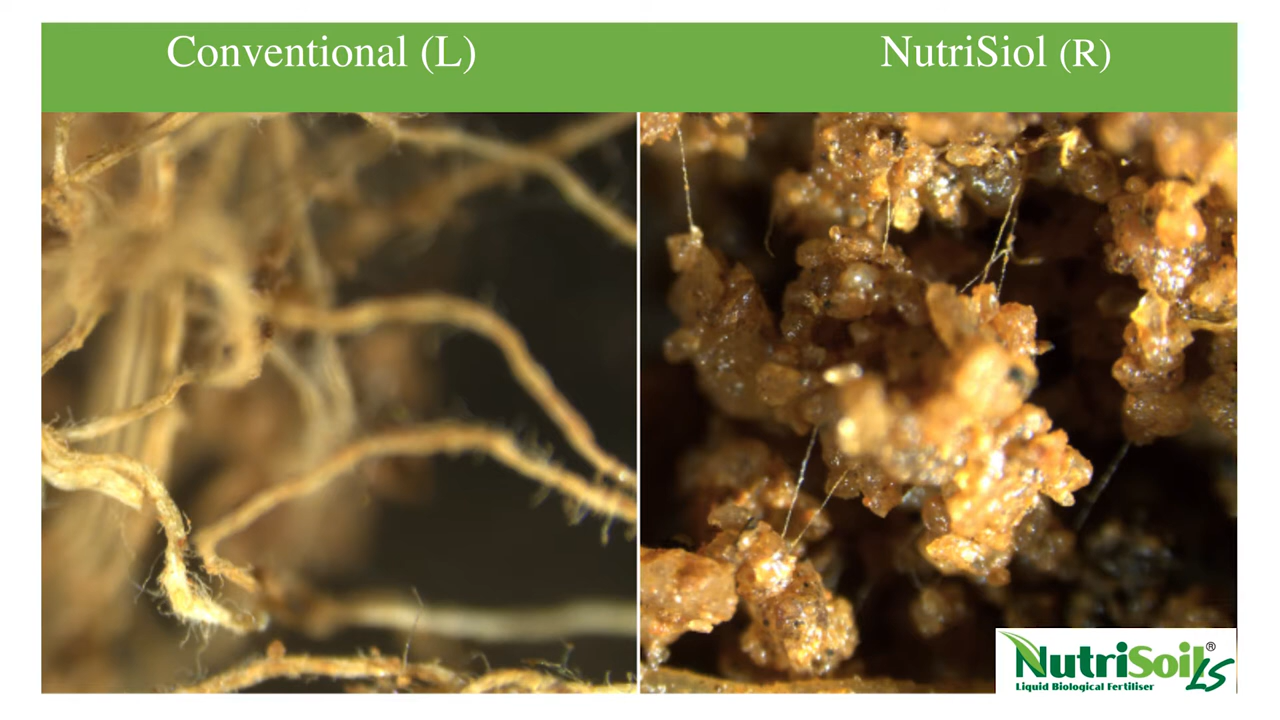 Conventional (L)
NutriSiol (R)
NutriSoil® LS
Liquid Biological Fertiliser